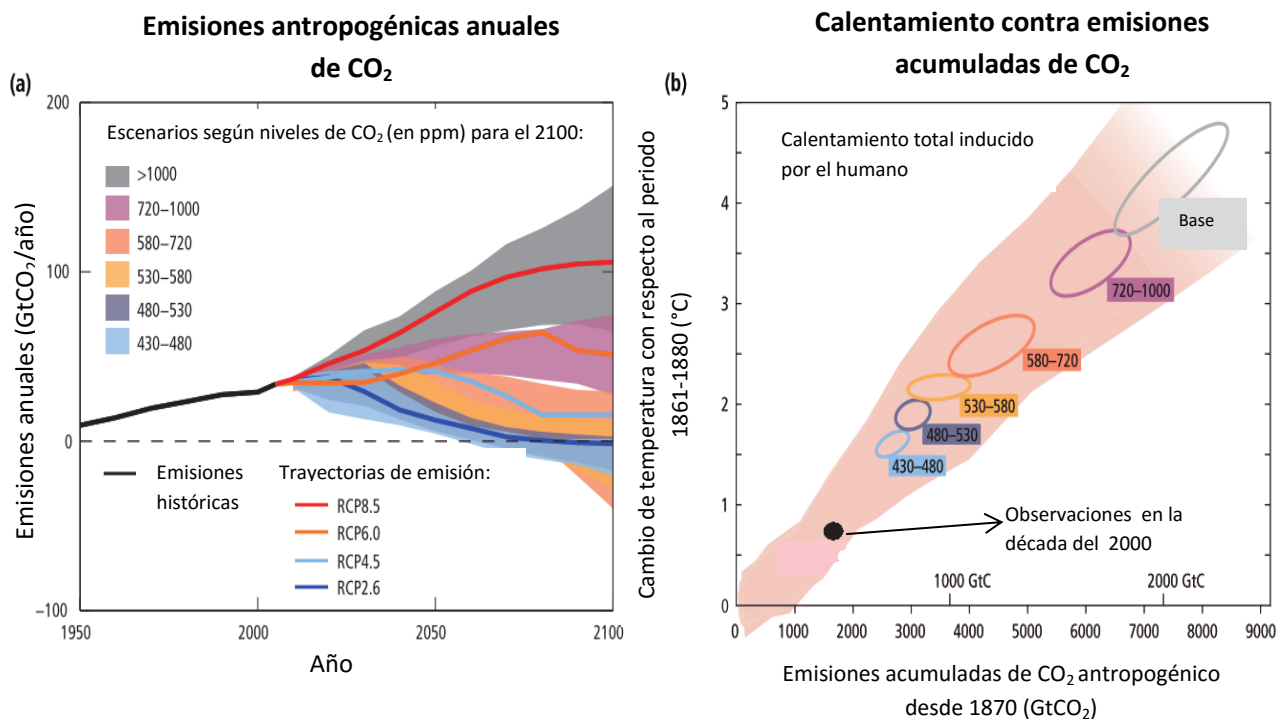 Emisiones antropogénicas anuales
de CO₂
(a)
Emisiones anuales (GtCO₂/año)
200
100
0
−100
Escenarios según niveles de CO₂ (en ppm) para el 2100:
>1000
720–1000
580–720
530–580
480–530
430–480
Emisiones
históricas
Trayectorias de emisión:
RCP8.5
RCP6.0
RCP4.5
RCP2.6
1950
2000
2050
2100
Año
Calentamiento contra emisiones
acumuladas de CO₂
(b)
Cambio de temperatura con respecto al periodo
1861-1880 (°C)
5
4
3
2
1
0
Calentamiento total inducido
por el humano
Base
720–1000
580–720
530–580
480–530
430–480
Observaciones en la
década del 2000
1000 GtC
2000 GtC
0
1000
2000
3000
4000
5000
6000
7000
8000
9000
Emisiones acumuladas de CO₂ antropogénico
desde 1870 (GtCO₂)